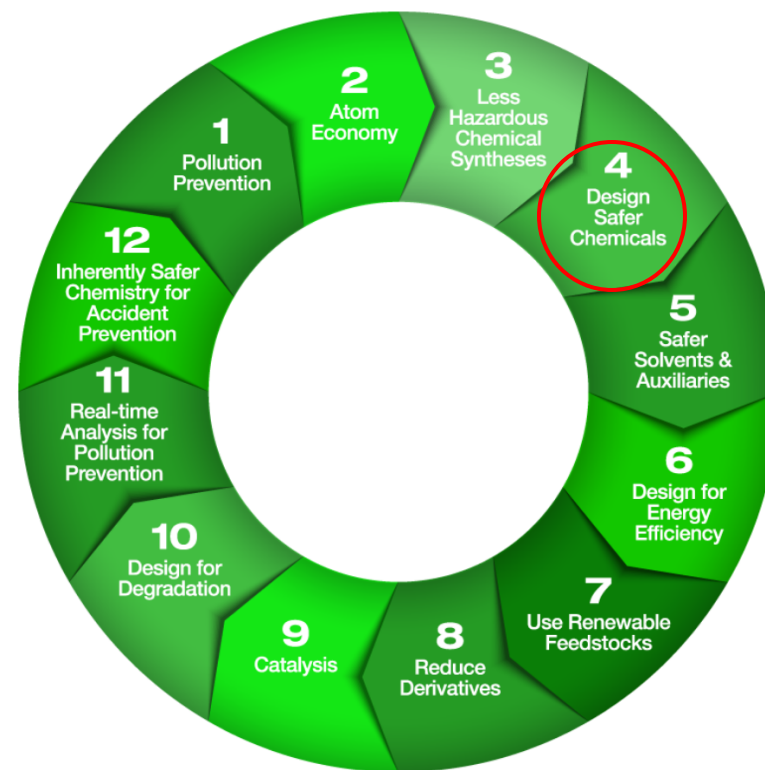 1
Pollution
Prevention
2
Atom
Economy
3
Less
Hazardous
Chemical
Syntheses
4
Design
Safer
Chemicals
5
Safer
Solvents &
Auxiliaries
6
Design for
Energy
Efficiency
7
Use Renewable
Feedstocks
8
Reduce
Derivatives
9
Catalysis
10
Design for
Degradation
11
Real-time
Analysis for
Pollution
Prevention
12
Inherently Safer
Chemistry for
Accident
Prevention